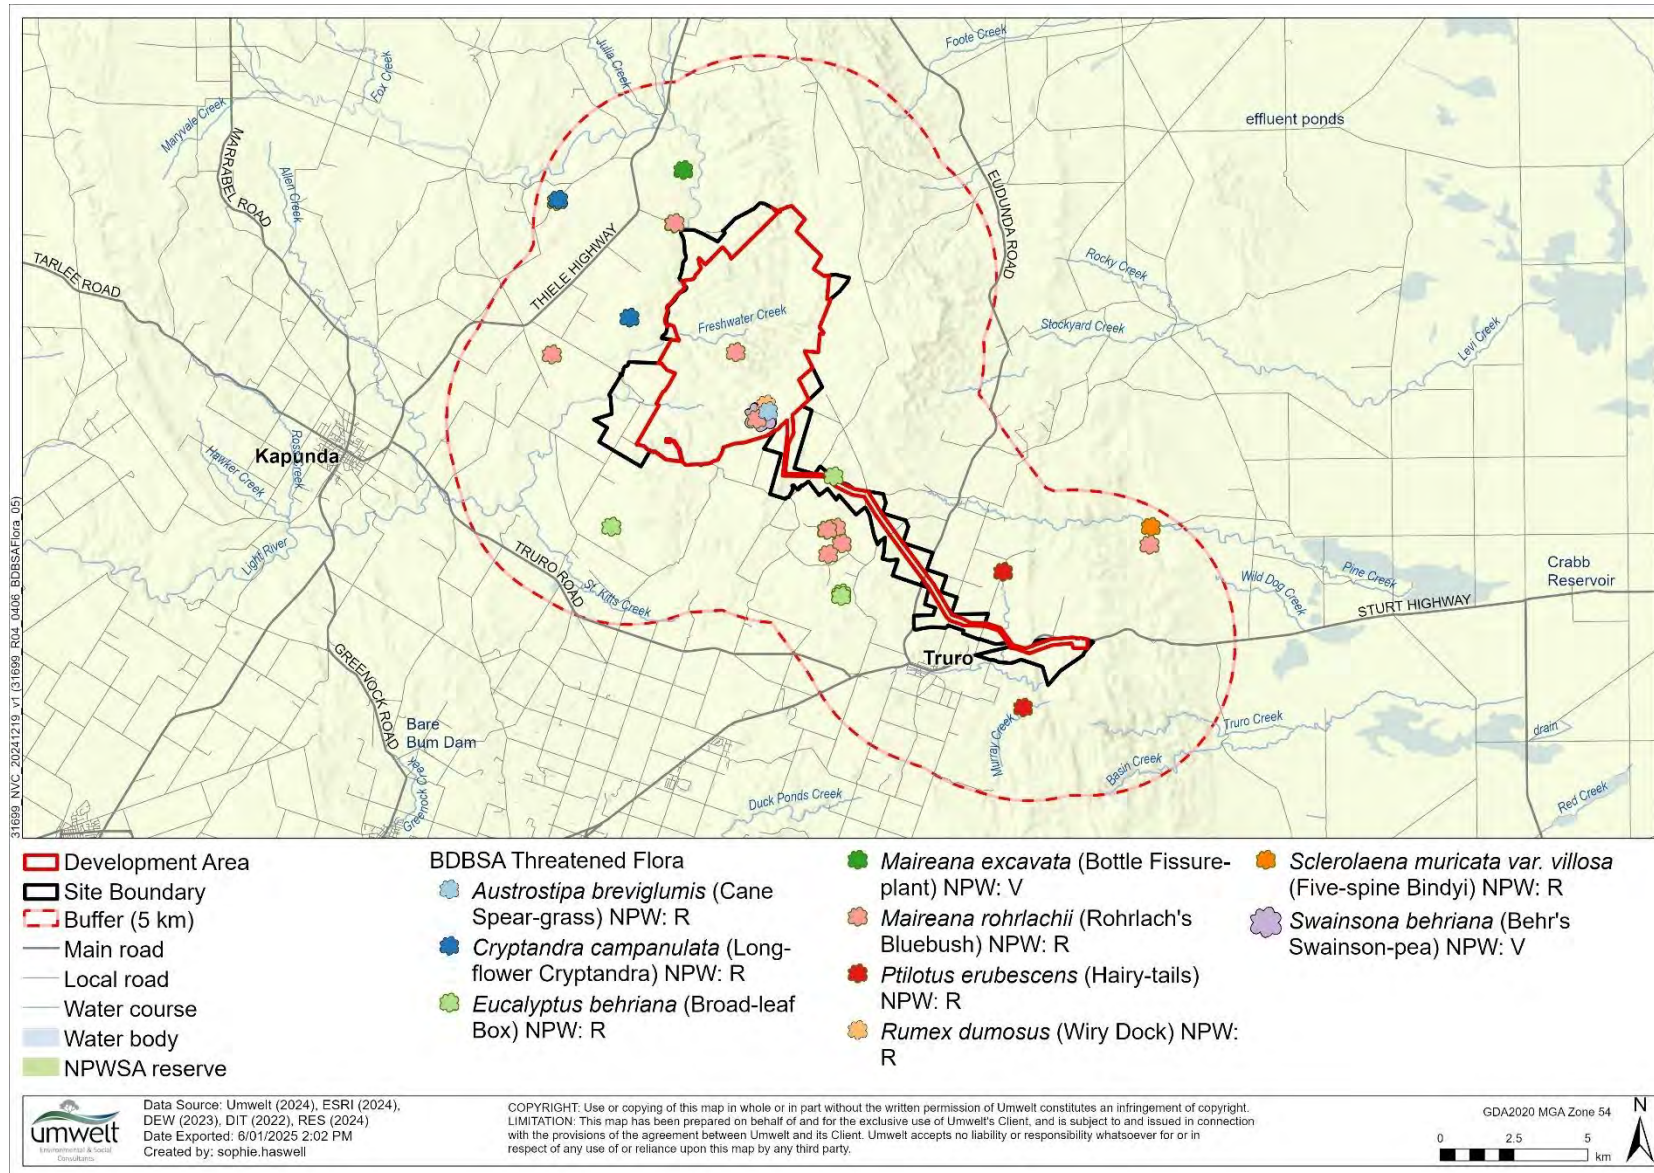 Foote Creek
Julia Creek
Fox Creek
Maryvale Creek
effluent ponds
MARRABEL ROAD
Allen Creek
EUDUNDA ROAD
THIELE HIGHWAY
TARLEE ROAD
Rocky Creek
Freshwater Creek
Stockyard Creek
Levi Creek
Kapunda
Ross Creek
Hawker Creek
Light River
TRURO ROAD
St. Kitts Creek
Pine Creek
Crabb
Reservoir
Wild Dog Creek
STURT HIGHWAY
GREENOCK ROAD
Truro
Bare
Bum Dam
Murray Creek
Truro Creek
drain
Basin Creek
Greenock Creek
Duck Ponds Creek
Red Creek
31699_NVC_20241219_v1 (31699_R04_0406_BDBSAFlora_05)
Development Area
Site Boundary
Buffer (5 km)
Main road
Local road
Water course
Water body
NPWSA reserve
BDBSA Threatened Flora
Austrostipa breviglumis (Cane
Spear-grass) NPW: R
Cryptandra campanulata (Long-
flower Cryptandra) NPW: R
Eucalyptus behriana (Broad-leaf
Box) NPW: R
Maireana excavata (Bottle Fissure-
plant) NPW: V
Maireana rohrlachii (Rohrlach's
Bluebush) NPW: R
Ptilotus erubescens (Hairy-tails)
NPW: R
Rumex dumosus (Wiry Dock) NPW:
R
Sclerolaena muricata var. villosa
(Five-spine Bindyi) NPW: R
Swainsona behriana (Behr's
Swainson-pea) NPW: V
umwelt
Environmental & Social
Consultants
Data Source: Umwelt (2024), ESRI (2024),
DEW (2023), DIT (2022), RES (2024)
Date Exported: 6/01/2025 2:02 PM
Created by: sophie.haswell
COPYRIGHT: Use or copying of this map in whole or in part without the written permission of Umwelt constitutes an infringement of copyright.
LIMITATION: This map has been prepared on behalf of and for the exclusive use of Umwelt's Client, and is subject to and issued in connection
with the provisions of the agreement between Umwelt and its Client. Umwelt accepts no liability or responsibility whatsoever for or in
respect of any use of or reliance upon this map by any third party.
GDA2020 MGA Zone 54
N
0 2.5 5
km